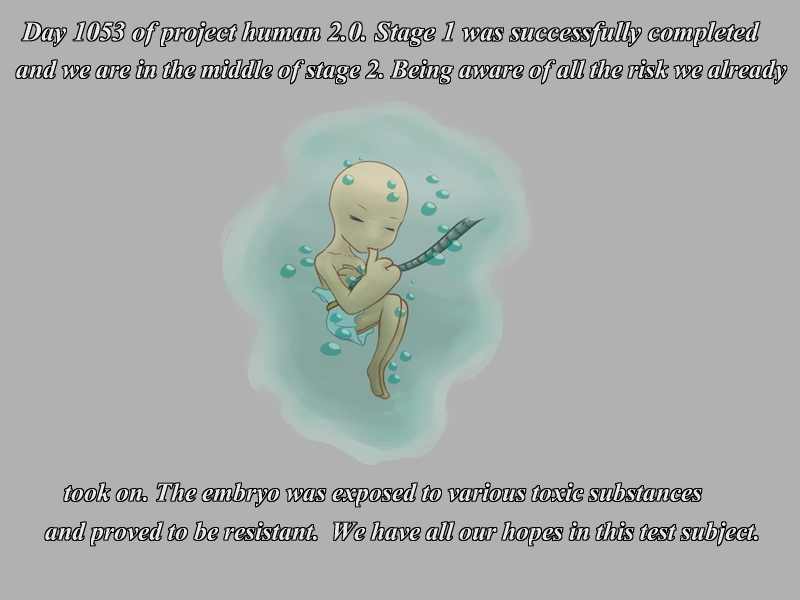 Day 1053 of project human 2.0. Stage 1 was successfully completed
and we are in the middle of stage 2. Being aware of all the risk we already
took on. The embryo was exposed to various toxic substances
and proved to be resistant. We have all our hopes in this test subject.